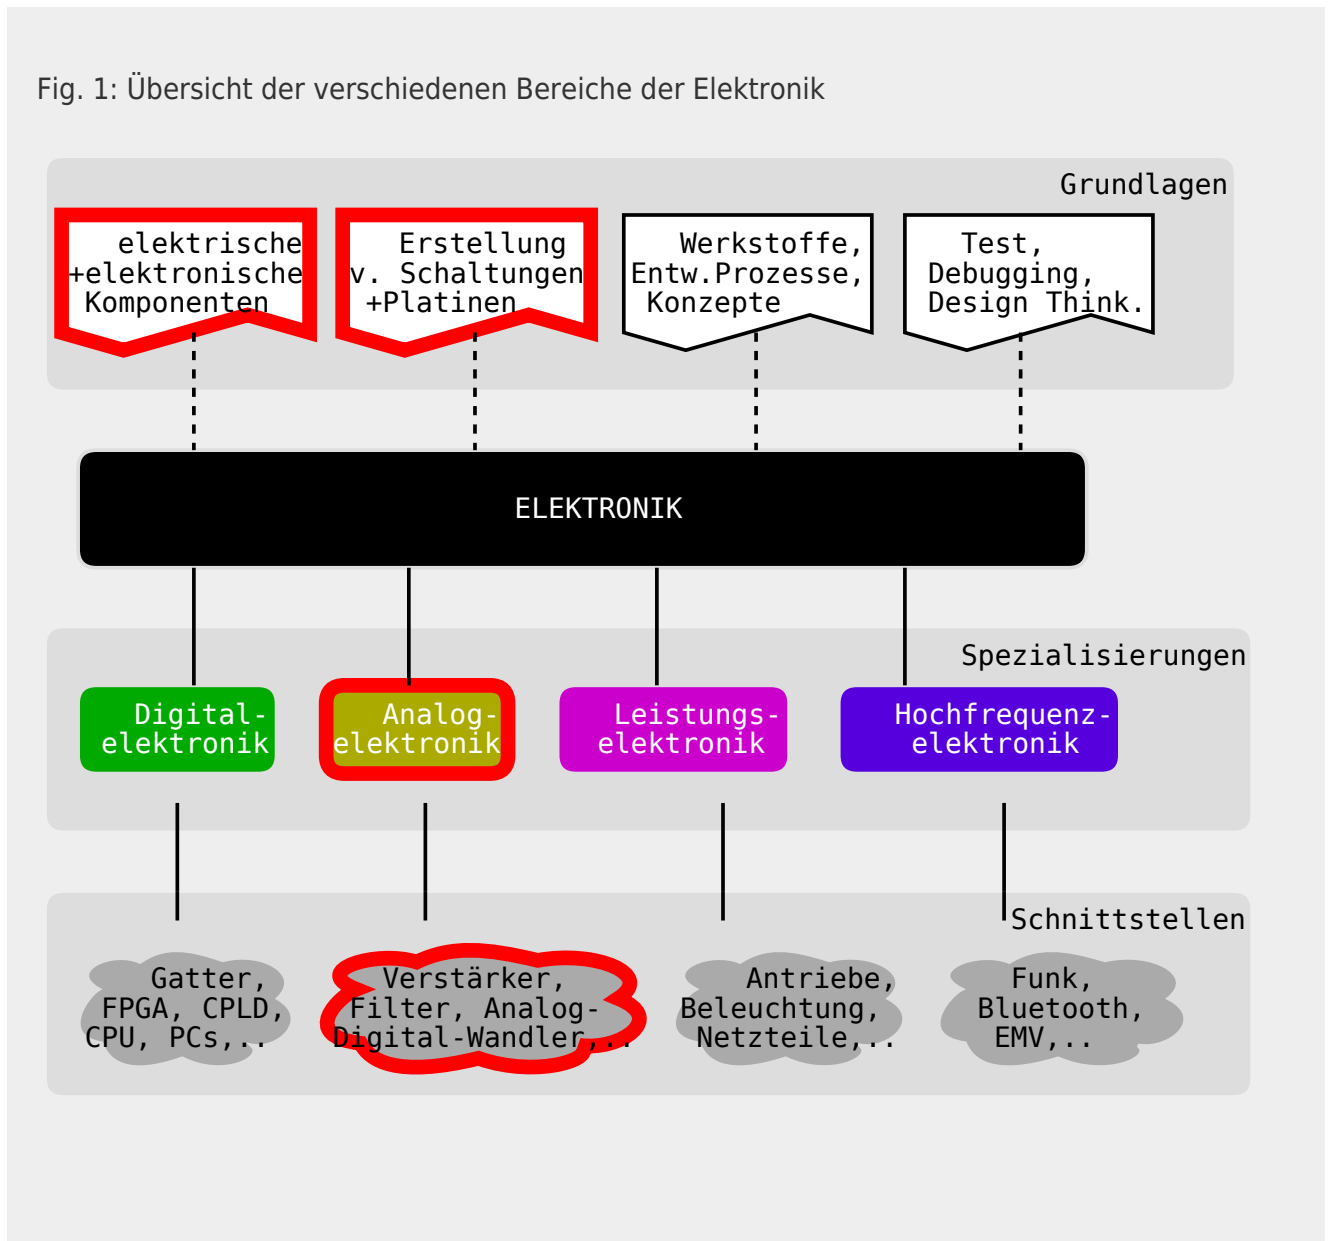 Fig. 1: Übersicht der verschiedenen Bereiche der Elektronik
Grundlagen
elektrische
+elektronische
Komponenten
Erstellung
v. Schaltungen
+Platinen
Werkstoffe,
Entw.Prozesse,
Konzepte
Test,
Debugging,
Design Think.
ELEKTRONIK
Spezialisierungen
Digital-
elektronik
Analog-
elektronik
Leistungs-
elektronik
Hochfrequenz-
elektronik
Schnittstellen
Gatter,
FPGA, CPLD,
CPU, PCs,..
Verstärker,
Filter, Analog-
Digital-Wandler,..
Antriebe,
Beleuchtung,
Netzteile,..
Funk,
Bluetooth,
EMV,..